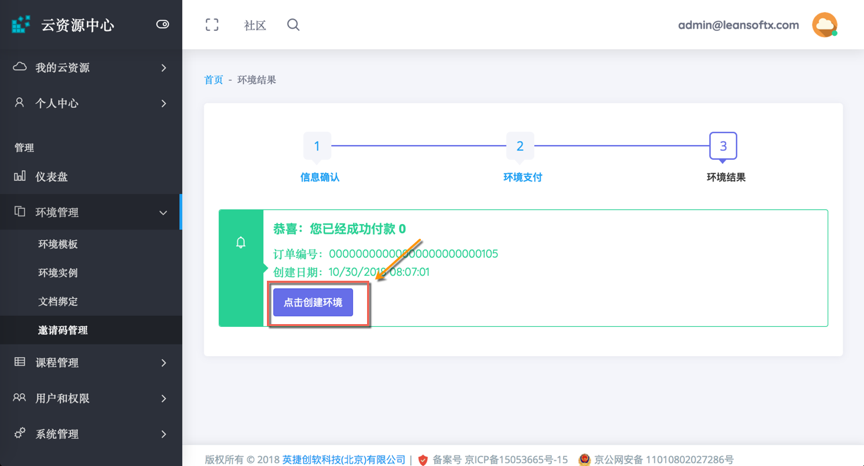 云资源中心
社区
admin@leansoftx.com
我的云资源
个人中心
管理
仪表盘
环境管理
环境模板
环境实例
文档绑定
邀请码管理
课程管理
用户和权限
系统管理
首页 - 环境结果
1
2
3
信息确认
环境支付
环境结果
恭喜：您已经成功付款 0
订单编号：00000000000000000000000105
创建日期：10/30/2018 08:07:01
点击创建环境
版权所有 © 2018 英捷创软科技(北京)有限公司 | 备案号 京ICP备15053665号-15 京公网安备 11010802027286号